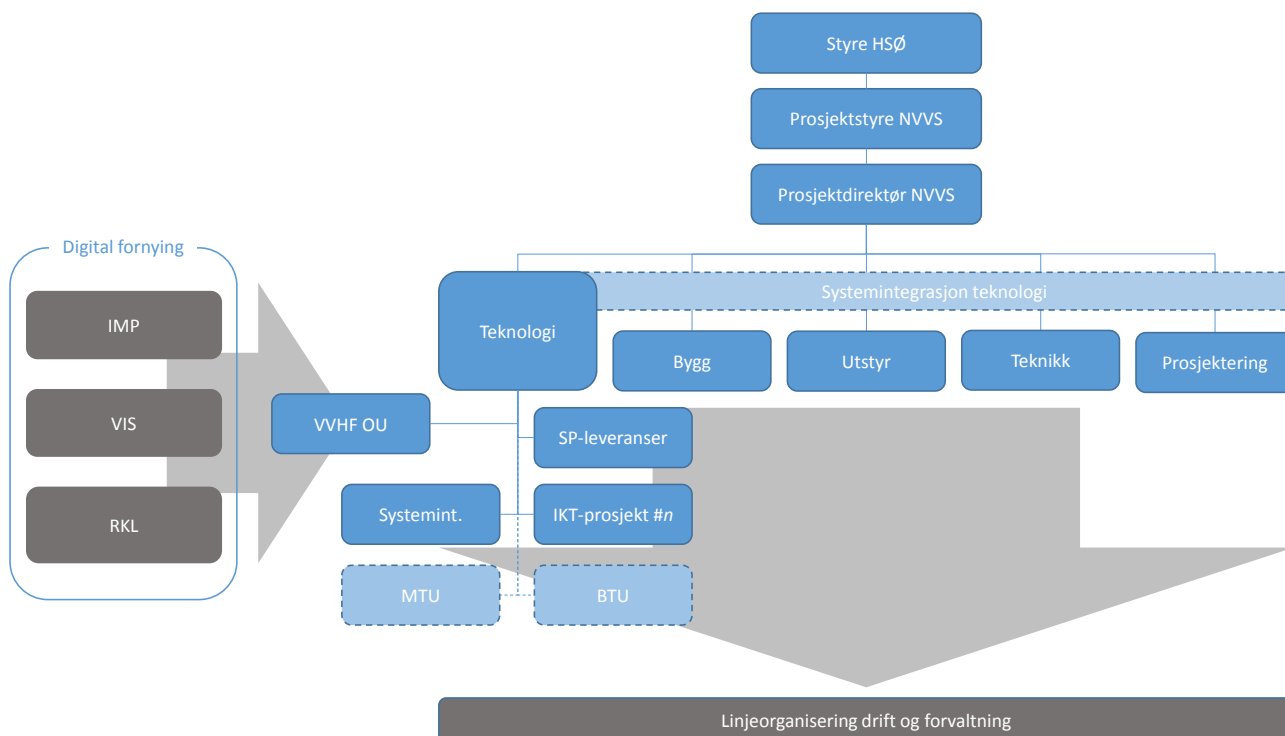 Styre HSØ
Prosjektstyre NVVS
Prosjektdirektør NVVS
Digital fornying
IMP
VIS
RKL
Systemintegrasjon teknologi
Teknologi
Bygg
Utstyr
Teknikk
Prosjektering
VVHF OU
SP-leveranser
Systemint.
IKT-prosjekt #n
MTU
BTU
Linjeorganisering drift og forvaltning